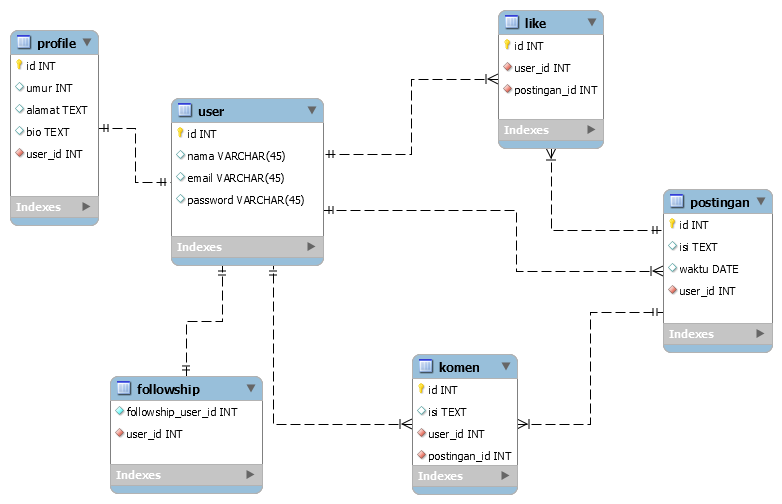 profile
id INT
umur INT
alamat TEXT
bio TEXT
user_id INT
Indexes
user
id INT
nama VARCHAR(45)
email VARCHAR(45)
password VARCHAR(45)
Indexes
like
id INT
user_id INT
postingan_id INT
Indexes
postingan
id INT
isi TEXT
waktu DATE
user_id INT
Indexes
followship
followship_user_id INT
user_id INT
Indexes
komen
id INT
isi TEXT
user_id INT
postingan_id INT
Indexes